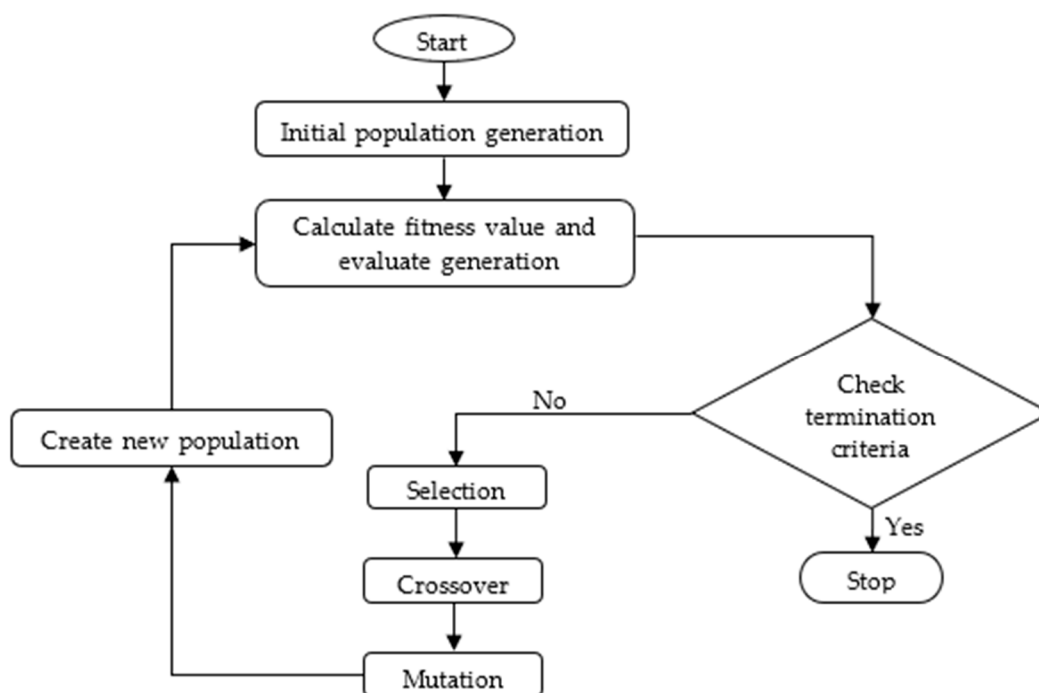 Start
Initial population generation
Calculate fitness value and
evaluate generation
Check
termination
criteria
No
Create new population
Selection
Yes
Crossover
Stop
Mutation